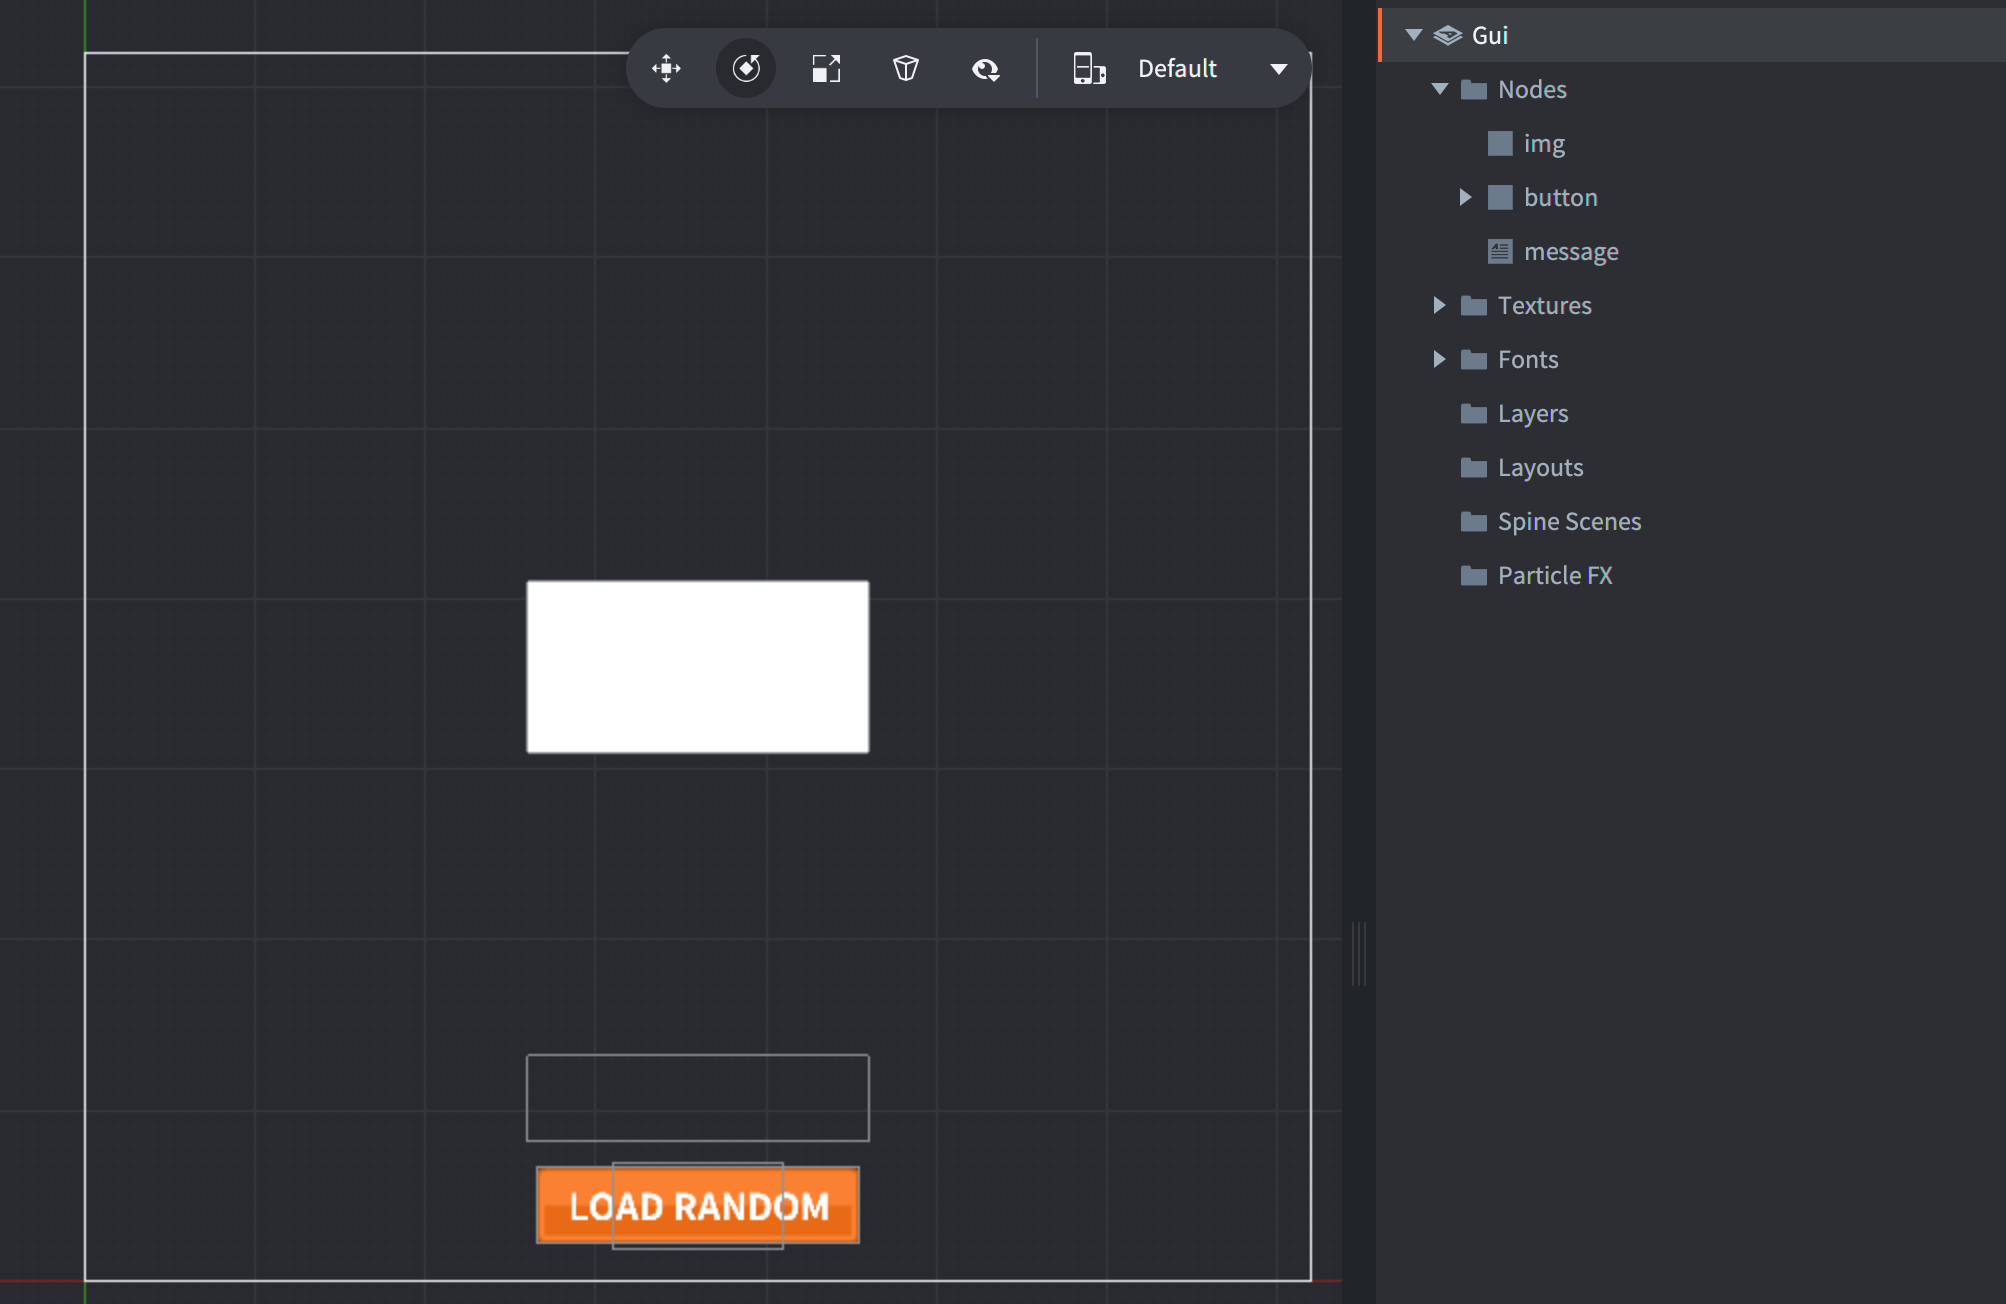 Default
LOAD RANDOM
Gui
Nodes
img
button
message
Textures
Fonts
Layers
Layouts
Spine Scenes
Particle FX